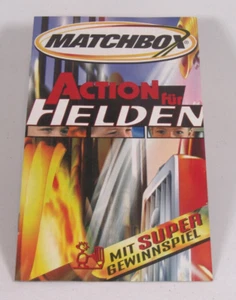 MATCHBOX
ACTION für
HELDEN
MIT SUPER
GEWINNSPIEL